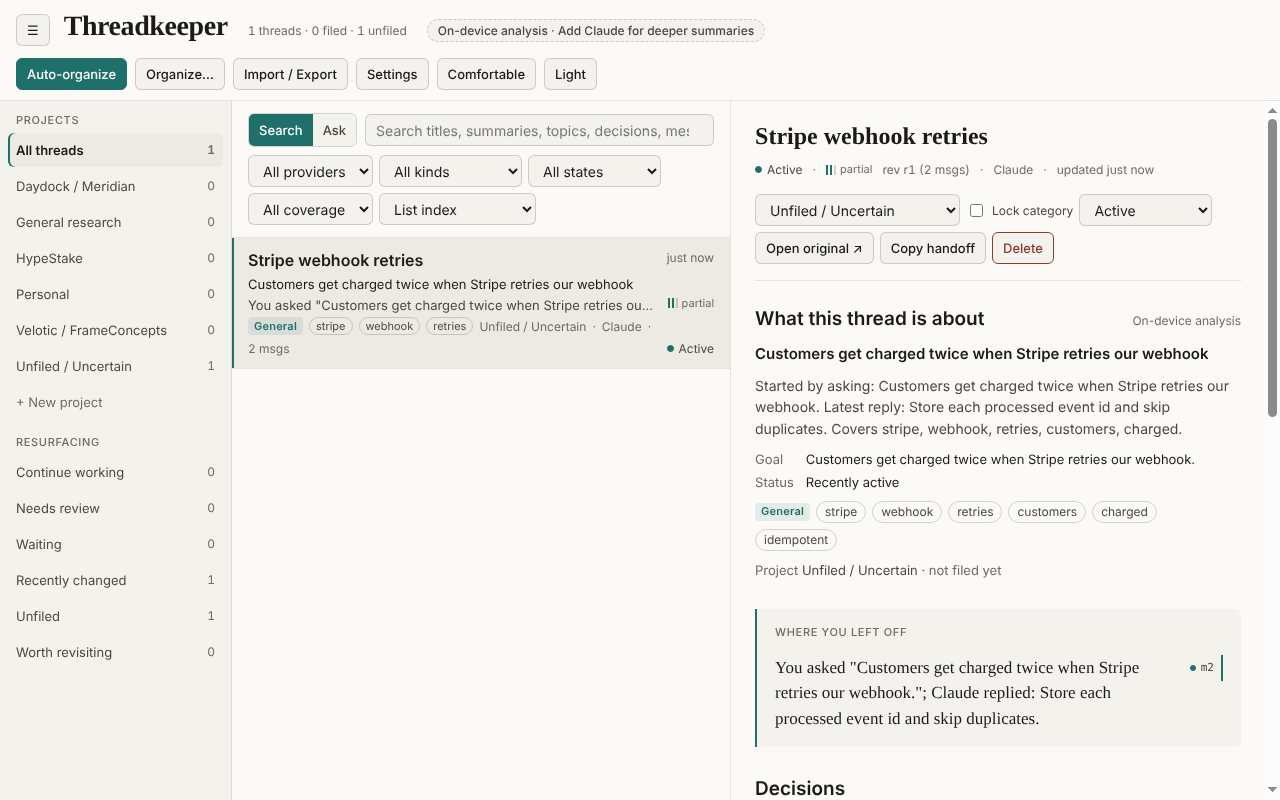 ☰ Threadkeeper 1 threads · 0 filed · 1 unfiled On-device analysis · Add Claude for deeper summaries
Auto-organize Organize... Import / Export Settings Comfortable Light
PROJECTS
All threads 1
Daydock / Meridian 0
General research 0
HypeStake 0
Personal 0
Velotic / FrameConcepts 0
Unfiled / Uncertain 1
+ New project
RESURFACING
Continue working 0
Needs review 0
Waiting 0
Recently changed 1
Unfiled 1
Worth revisiting 0
Search Ask Search titles, summaries, topics, decisions, mes
All providers All kinds All states
All coverage List index
Stripe webhook retries just now
Customers get charged twice when Stripe retries our webhook
You asked "Customers get charged twice when Stripe retries ou... partial
General stripe webhook retries Unfiled / Uncertain · Claude ·
2 msgs Active
Stripe webhook retries
Active · partial rev r1 (2 msgs) · Claude · updated just now
Unfiled / Uncertain Lock category Active
Open original ↗ Copy handoff Delete
What this thread is about On-device analysis
Customers get charged twice when Stripe retries our webhook
Started by asking: Customers get charged twice when Stripe retries our
webhook. Latest reply: Store each processed event id and skip
duplicates. Covers stripe, webhook, retries, customers, charged.
Goal Customers get charged twice when Stripe retries our webhook.
Status Recently active
General stripe webhook retries customers charged
idempotent
Project Unfiled / Uncertain · not filed yet
WHERE YOU LEFT OFF
You asked "Customers get charged twice when Stripe m2
retries our webhook."; Claude replied: Store each
processed event id and skip duplicates.
Decisions